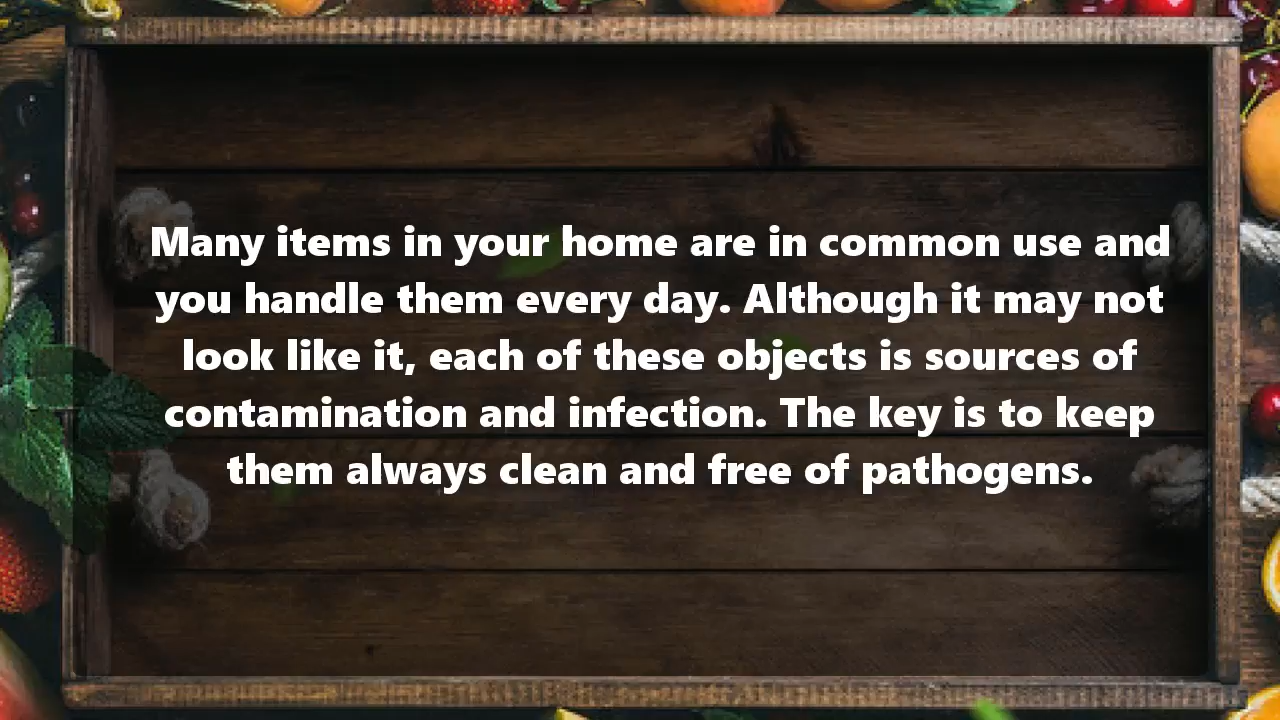 Many items in your home are in common use and
you handle them every day. Although it may not
look like it, each of these objects is sources of
contamination and infection. The key is to keep
them always clean and free of pathogens.